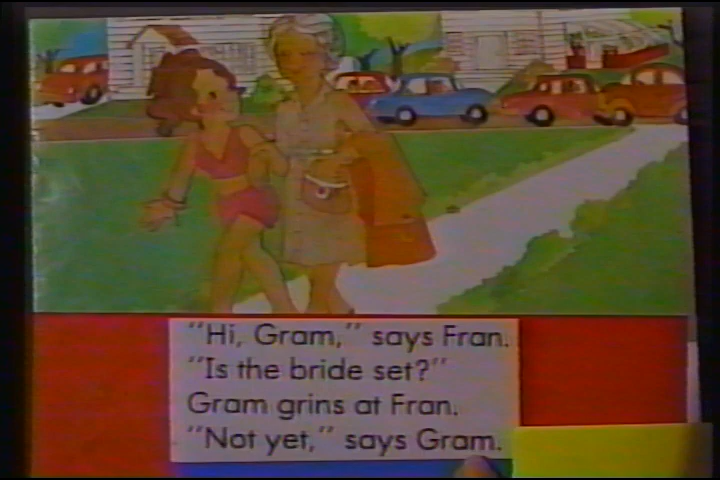 "Hi, Gram," says Fran.
"Is the bride set?"
Gram grins at Fran.
"Not yet," says Gram.